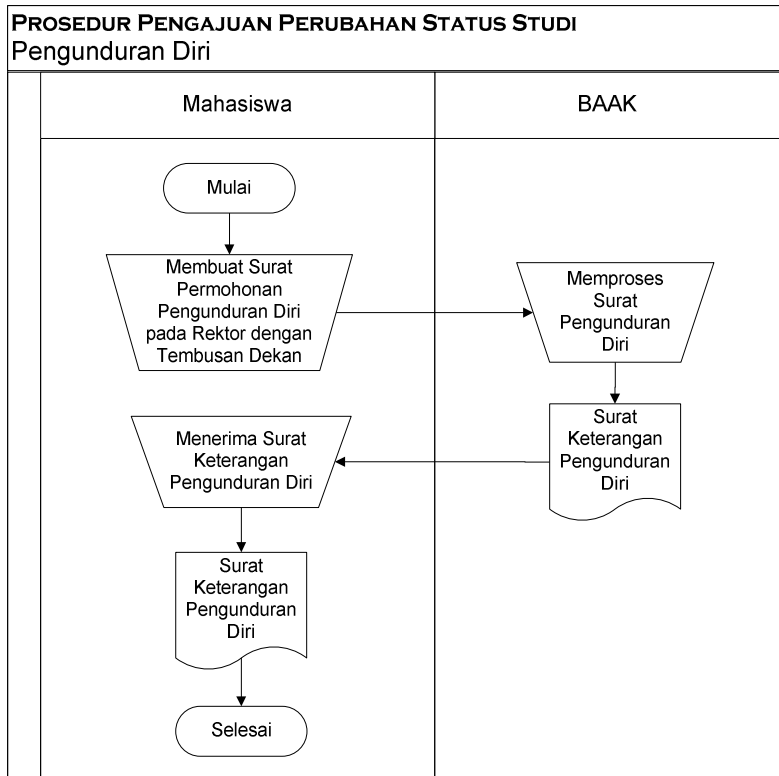 PROSEDUR PENGAJUAN PERUBAHAN STATUS STUDI
Pengunduran Diri
Mahasiswa
BAAK
Mulai
Membuat Surat
Permohonan
Pengunduran Diri
pada Rektor dengan
Tembusan Dekan
Memproses
Surat
Pengunduran
Diri
Surat
Keterangan
Pengunduran
Diri
Menerima Surat
Keterangan
Pengunduran Diri
Surat
Keterangan
Pengunduran
Diri
Selesai